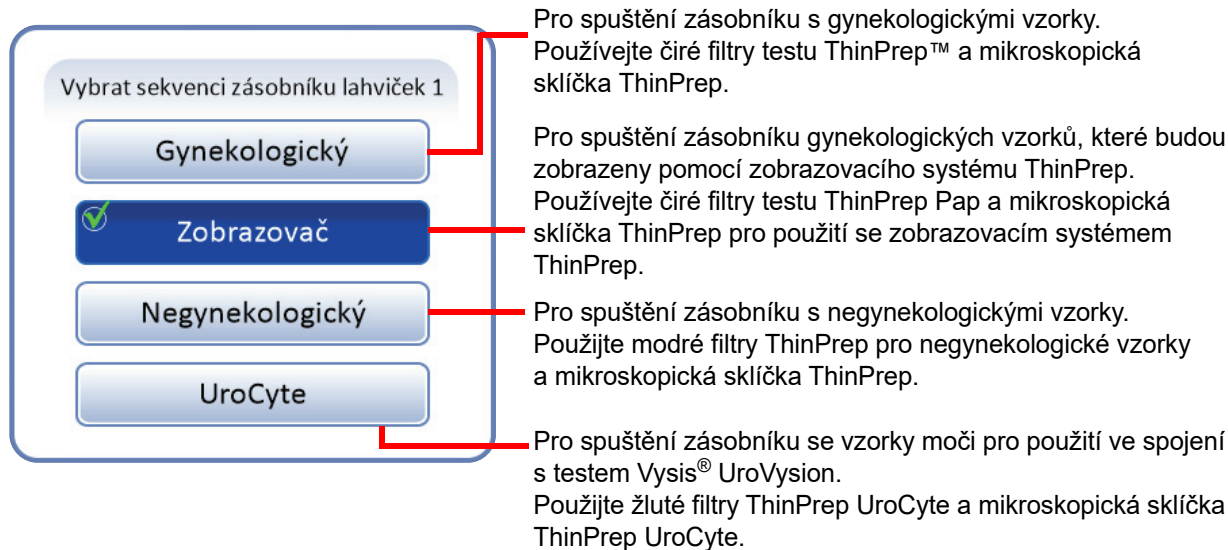 Vybrat sekvenci zásobníku lahviček 1
Gynekologický
Zobrazovač
Negynekologický
UroCyte
Pro spuštění zásobníku s gynekologickými vzorky.
Používejte čiré filtry testu ThinPrep™ a mikroskopická
sklíčka ThinPrep.
Pro spuštění zásobníku gynekologických vzorků, které budou
zobrazeny pomocí zobrazovacího systému ThinPrep.
Používejte čiré filtry testu ThinPrep Pap a mikroskopická
sklíčka ThinPrep pro použití se zobrazovacím systémem
ThinPrep.
Pro spuštění zásobníku s negynekologickými vzorky.
Použijte modré filtry ThinPrep pro negynekologické vzorky
a mikroskopická sklíčka ThinPrep.
Pro spuštění zásobníku se vzorky moči pro použití ve spojení
s testem Vysis® UroVysion.
Použijte žluté filtry ThinPrep UroCyte a mikroskopická sklíčka
ThinPrep UroCyte.